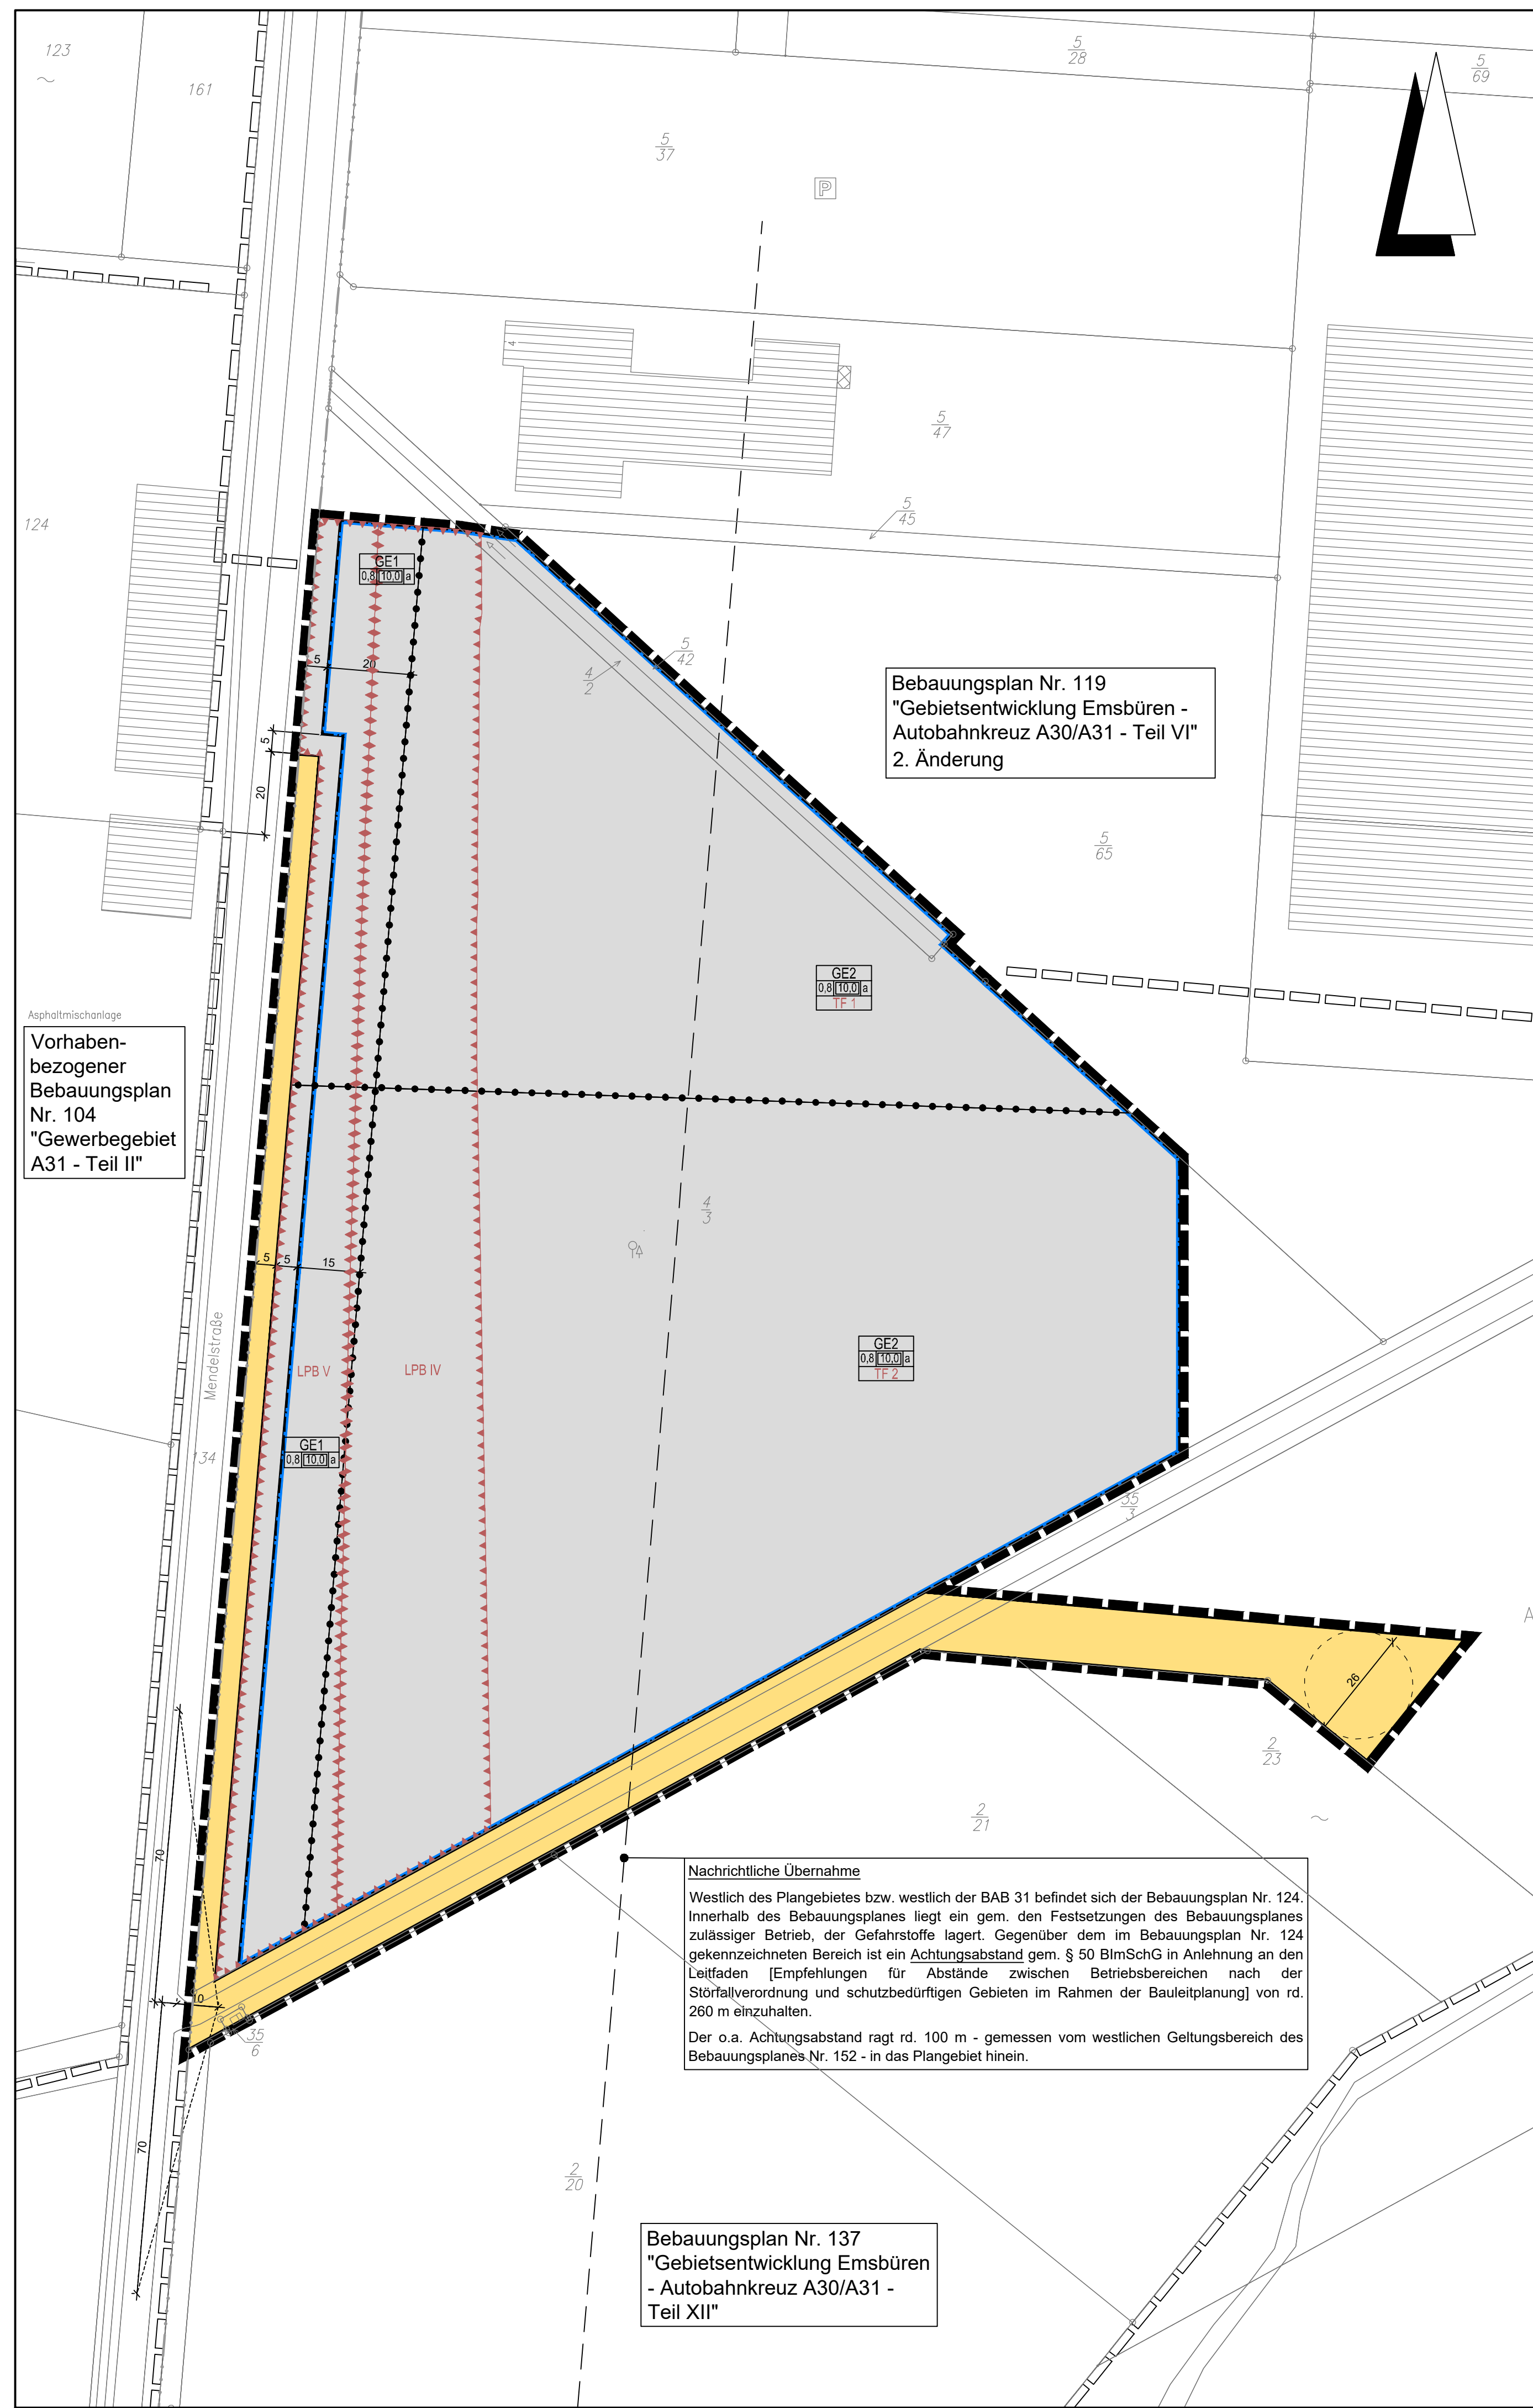 123
161
5
28
5
69
5
37
P
4
5
47
124
5
45
GE1
0,8 10,0 a
5
20
5
42
4
2
Bebauungsplan Nr. 119
"Gebietsentwicklung Emsbüren -
Autobahnkreuz A30/A31 - Teil VI"
2. Änderung
5
20
5
65
GE2
0,8 10,0 a
TF 1
Asphaltmischanlage
Vorhaben-
bezogener
Bebauungsplan
Nr. 104
"Gewerbegebiet
A31 - Teil II"
4
3
5
5
15
Mendelstraße
LPB V
LPB IV
GE2
0,8 10,0 a
TF 2
134
GE1
0,8 10,0 a
35
3
A
26
2
23
2
21
70
Nachrichtliche Übernahme
Westlich des Plangebietes bzw. westlich der BAB 31 befindet sich der Bebauungsplan Nr. 124.
Innerhalb des Bebauungsplanes liegt ein gem. den Festsetzungen des Bebauungsplanes
zulässiger Betrieb, der Gefahrstoffe lagert. Gegenüber dem im Bebauungsplan Nr. 124
gekennzeichneten Bereich ist ein Achtungsabstand gem. § 50 BImSchG in Anlehnung an den
Leitfaden [Empfehlungen für Abstände zwischen Betriebsbereichen nach der
Störfallverordnung und schutzbedürftigen Gebieten im Rahmen der Bauleitplanung] von rd.
260 m einzuhalten.
Der o.a. Achtungsabstand ragt rd. 100 m - gemessen vom westlichen Geltungsbereich des
Bebauungsplanes Nr. 152 - in das Plangebiet hinein.
10
35
6
70
2
20
Bebauungsplan Nr. 137
"Gebietsentwicklung Emsbüren
- Autobahnkreuz A30/A31 -
Teil XII"